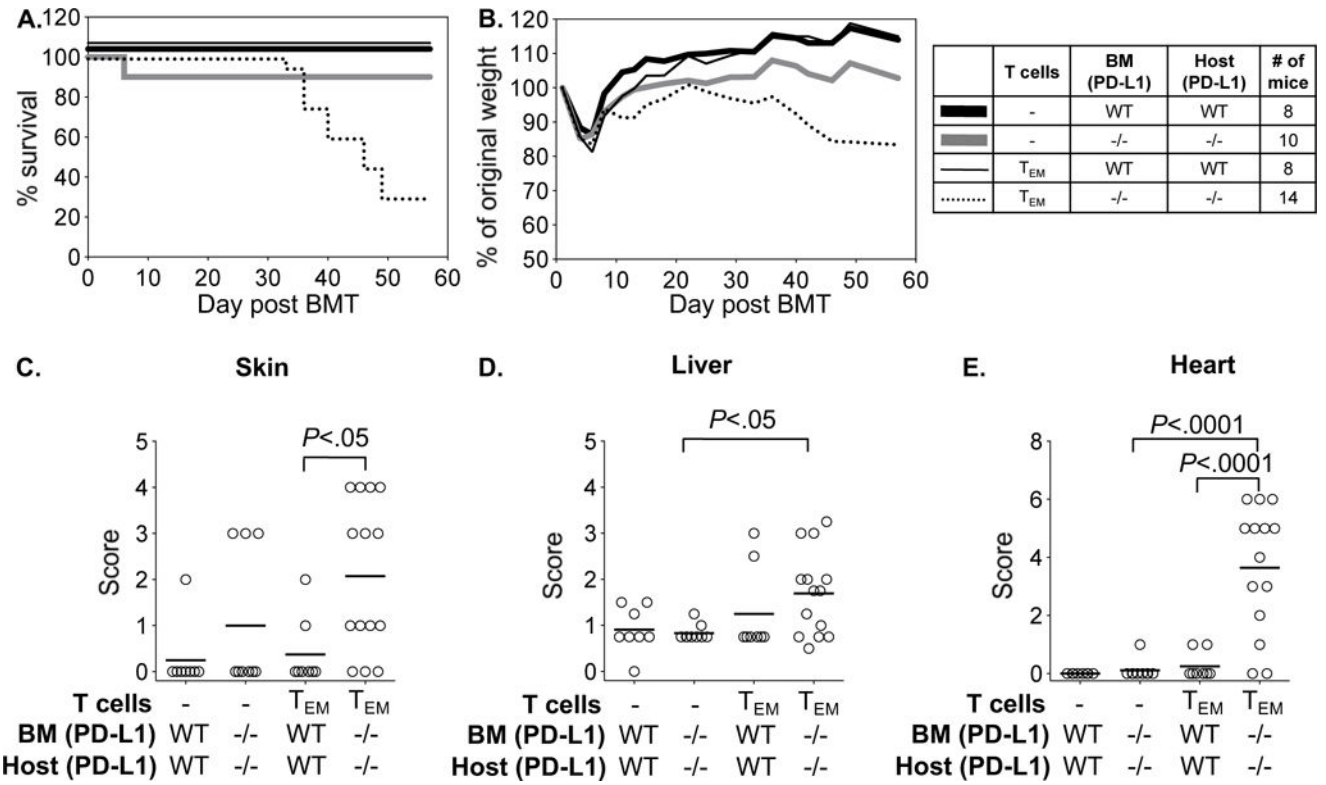 A.
120
100
80
60
40
20
0
% survival
0 10 20 30 40 50 60
Day post BMT
B.
120
110
100
90
80
70
60
% of original weight
0 10 20 30 40 50 60
Day post BMT
T cells BM (PD-L1) Host (PD-L1) # of mice
- WT WT 8
- -/- -/- 10
TEM WT WT 8
TEM -/- -/- 14
C. Skin
P<.05
5
4
3
2
1
0
Score
T cells - - TEM TEM
BM (PD-L1) WT -/- WT -/-
Host (PD-L1) WT -/- WT -/-
D. Liver
P<.05
5
4
3
2
1
0
Score
T cells - - TEM TEM
BM (PD-L1) WT -/- WT -/-
Host (PD-L1) WT -/- WT -/-
E. Heart
P<.0001
P<.0001
8
6
4
2
0
Score
T cells - - TEM TEM
BM (PD-L1) WT -/- WT -/-
Host (PD-L1) WT -/- WT -/-